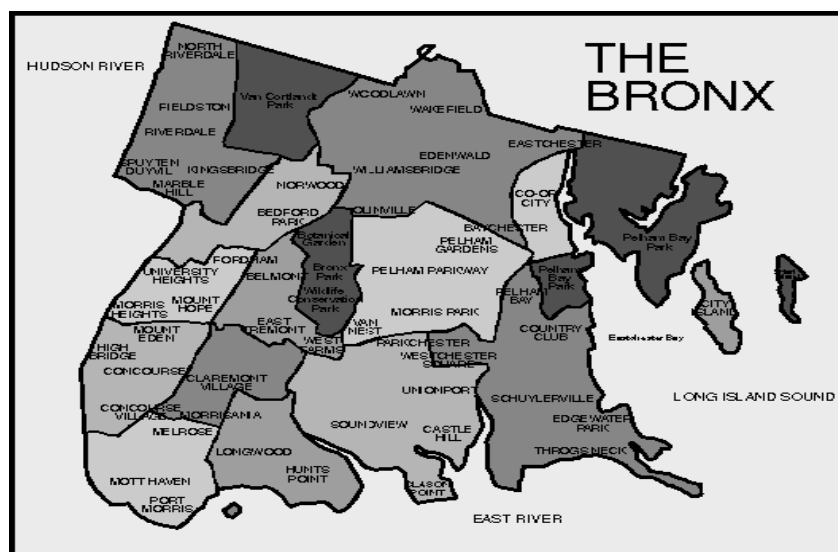 THE
BRONX
HUDSON RIVER
NORTH
RIVERDALE
Van Cortlandt
Park
WOODLAWN
WAKEFIELD
FIELDSTON
RIVERDALE
EASTCHESTER
EDENWALD
SPUYTEN
DUYVIL
KINGSBRIDGE
WILLIAMSBRIDGE
MARBLE
HILL
NORWOOD
CO-OP
CITY
BEDFORD
PARK
OLINVILLE
BAYCHESTER
Botanical
Garden
PELHAM
GARDENS
Pelham Bay
Park
FORDHAM
UNIVERSITY
HEIGHTS
BELMONT
Bronx
Park
PELHAM PARKWAY
Pelham
Bay
Park
PELHAM
BAY
Wildlife
Conservation
Park
MORRIS
HEIGHTS
MOUNT
HOPE
MORRIS PARK
CITY
ISLAND
EAST
TREMONT
VAN
NEST
MOUNT
EDEN
COUNTRY
CLUB
Eastchester Bay
WEST
FARMS
PARKCHESTER
HIGH
BRIDGE
WESTCHESTER
SQUARE
CONCOURSE
CLAREMONT
VILLAGE
UNIONPORT
SCHUYLERVILLE
LONG ISLAND SOUND
CONCOURSE
VILLAGE
MORRISANIA
EDGEWATER
PARK
SOUNDVIEW
CASTLE
HILL
MELROSE
LONGWOOD
THROGS NECK
HUNTS
POINT
MOTT HAVEN
CLASON
POINT
PORT
MORRIS
EAST RIVER